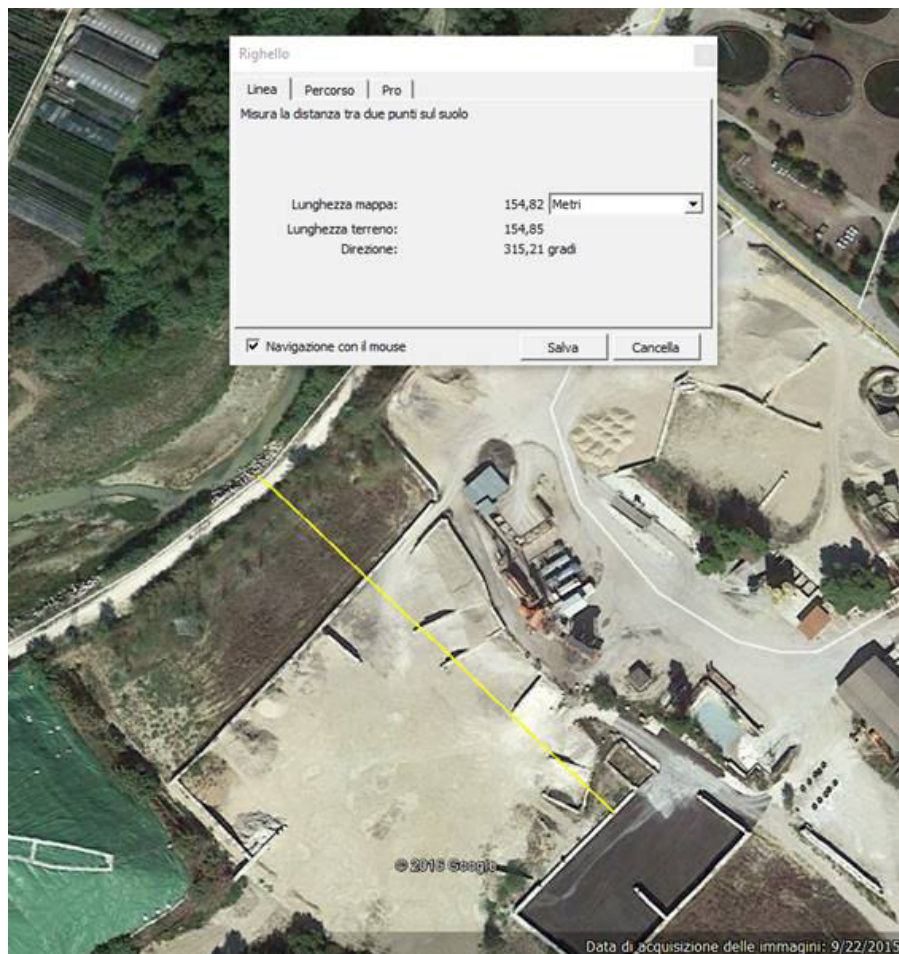 Righello
Linea Percorso Pro
Misura la distanza tra due punti sul suolo
Lunghezza mappa: 154,82 Metri
Lunghezza terreno: 154,85
Direzione: 315,21 gradi
Navigazione con il mouse Salva Cancella
© 2016 Google
Data di acquisizione delle immagini: 9/22/2015